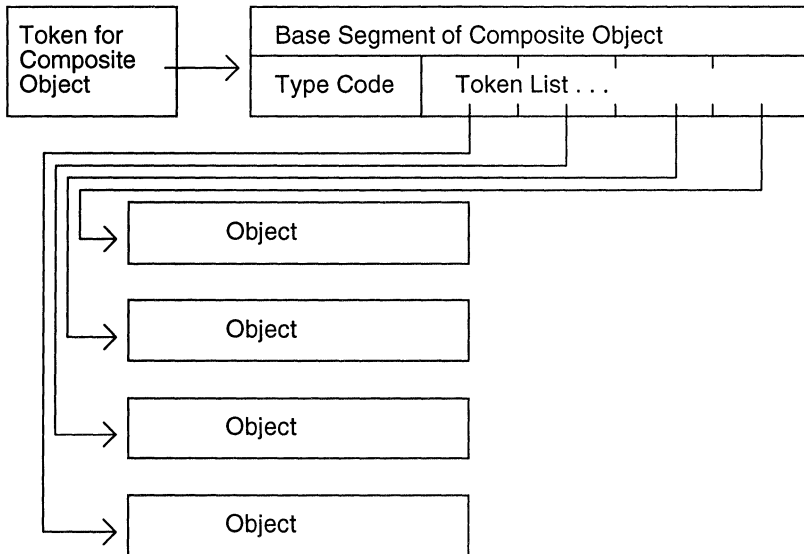 Token for
Composite
Object
Base Segment of Composite Object
Type Code
Token List . . .
Object
Object
Object
Object